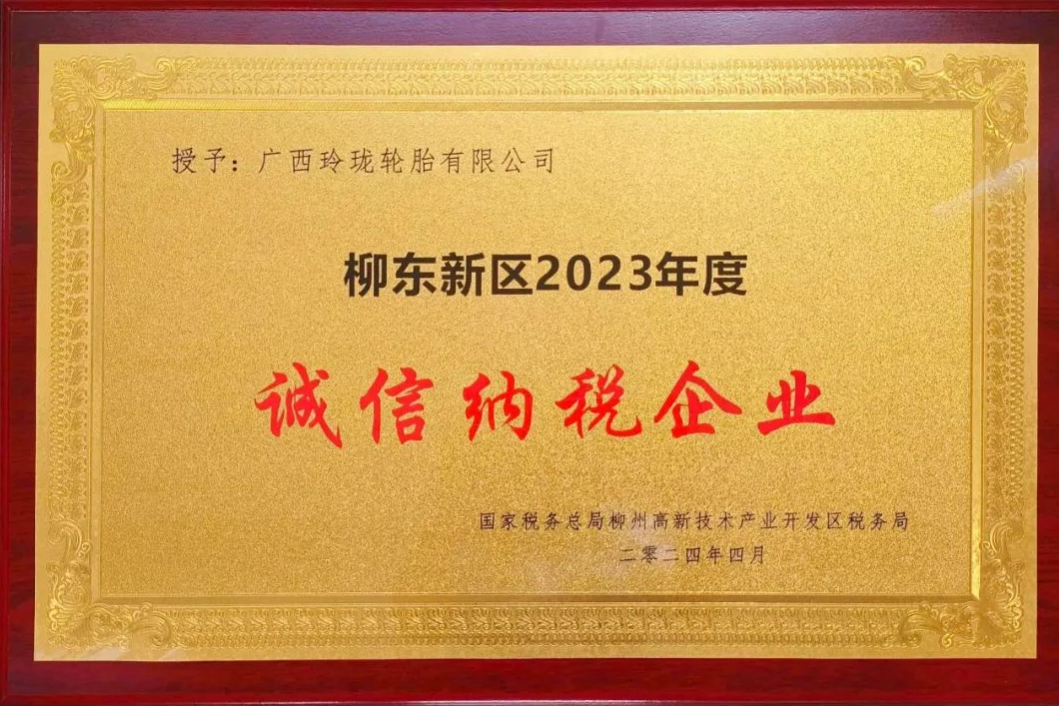 授予：广西玲珑轮胎有限公司
柳东新区2023年度
诚信纳税企业
国家税务总局柳州高新技术产业开发区税务局
二零二四年四月